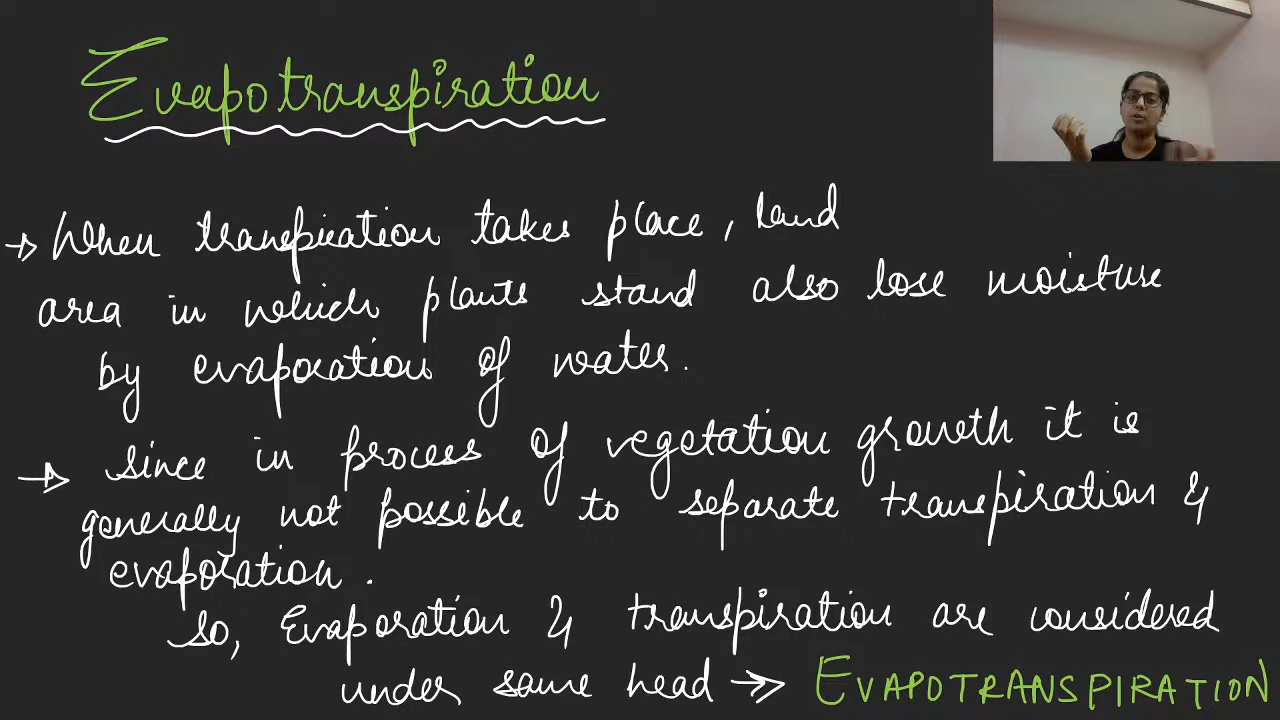 Evapotranspiration
→ When transpiration takes place, land
area in which plants stand also lose moisture
by evaporation of water.
→ since in process of vegetation growth it is
generally not possible to separate transpiration &
evaporation.
so, Evaporation & transpiration are considered
under same head → EVAPOTRANSPIRATION